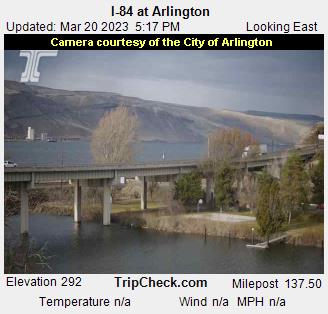 I-84 at Arlington
Updated: Mar 20 2023 5:17 PM Looking East
Camera courtesy of the City of Arlington
Elevation 292 TripCheck.com Milepost 137.50
Temperature n/a Wind n/a MPH n/a